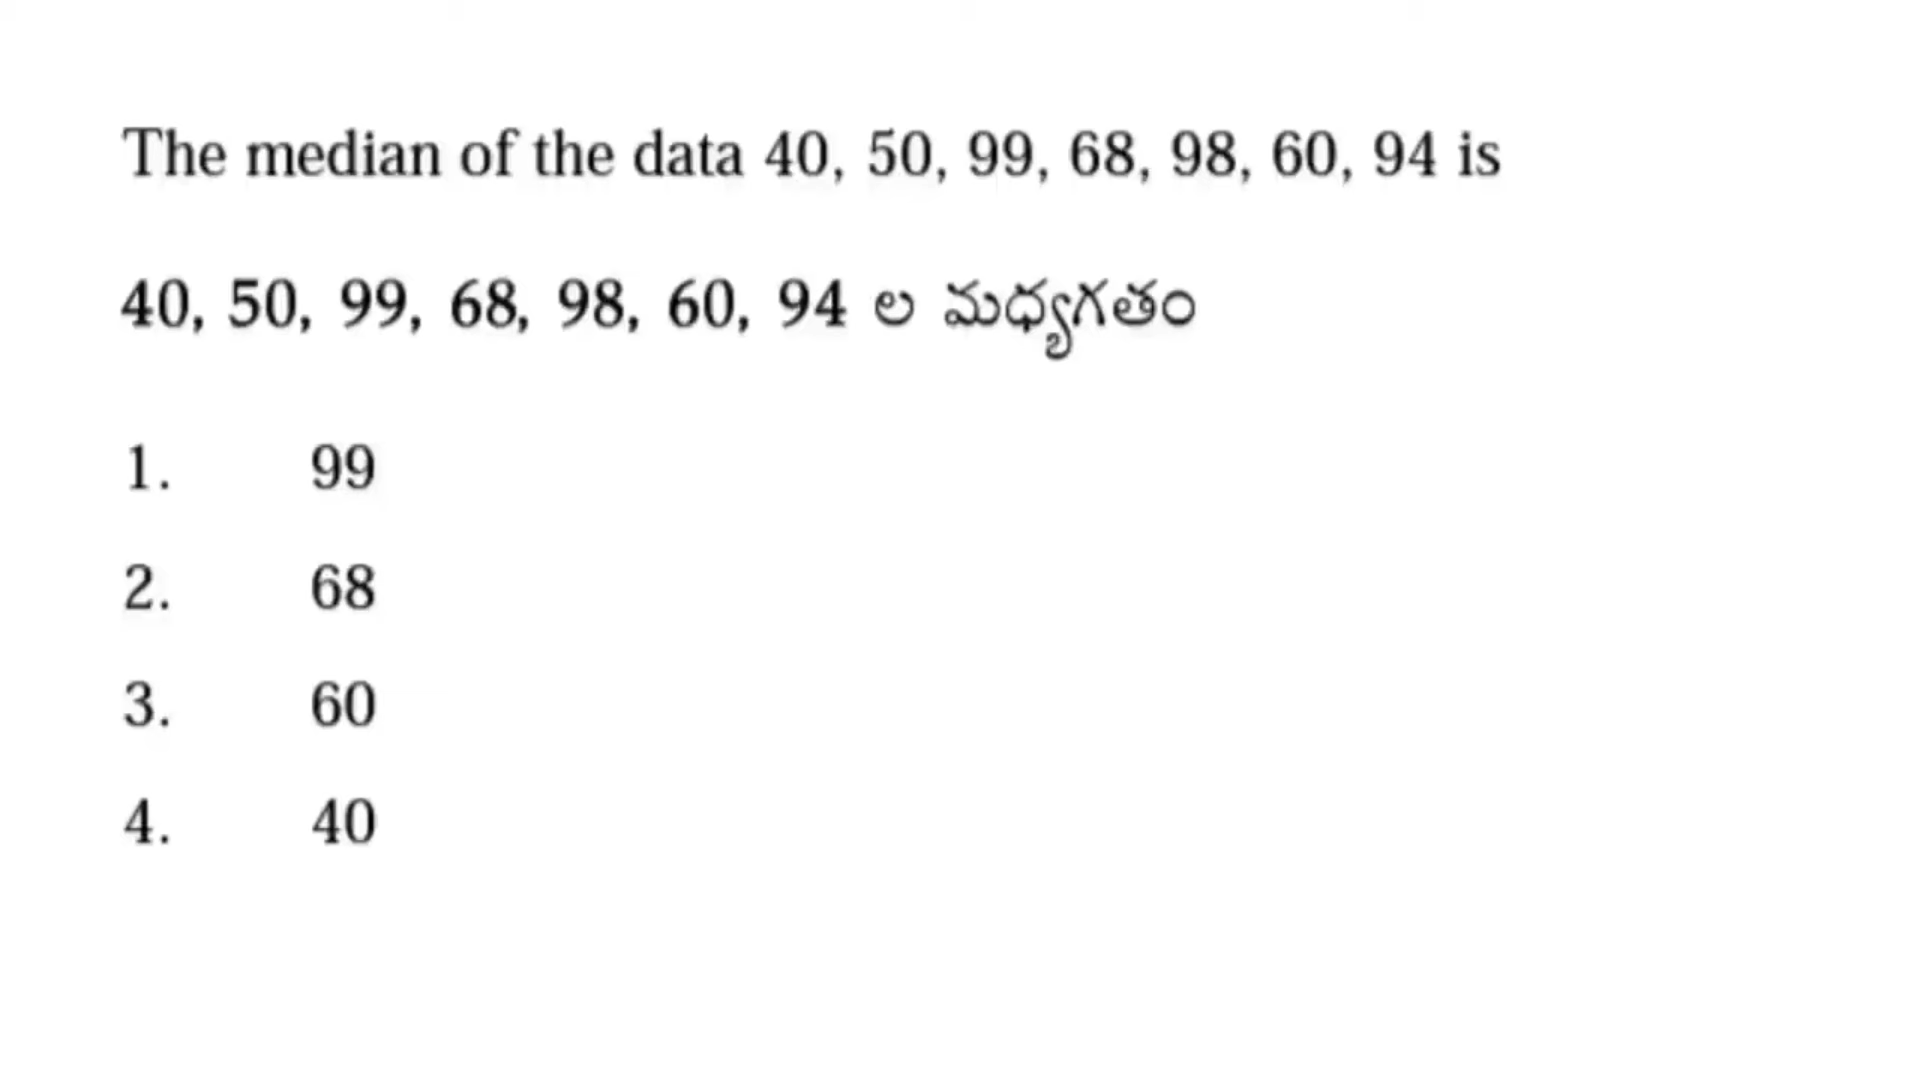 The median of the data 40, 50, 99, 68, 98, 60, 94 is
40, 50, 99, 68, 98, 60, 94 ల మధ్యగతం
1. 99
2. 68
3. 60
4. 40